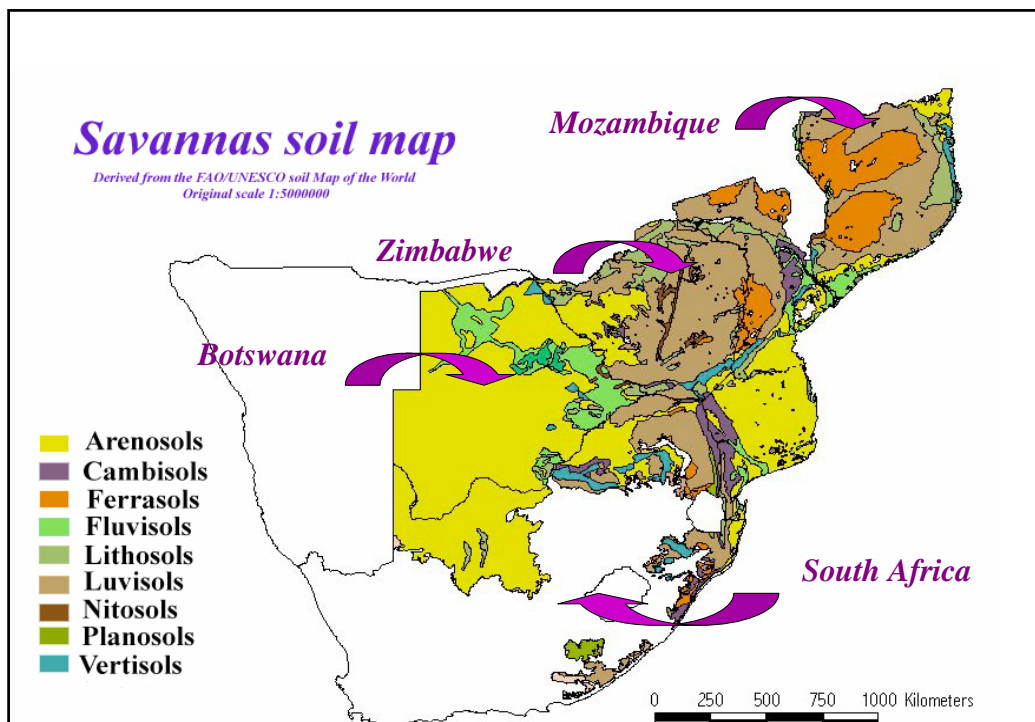 Savannas soil map
Derived from the FAO/UNESCO soil Map of the World
Original scale 1:5000000
Mozambique
Zimbabwe
Botswana
South Africa
Arenosols
Cambisols
Ferrasols
Fluvisols
Lithosols
Luvisols
Nitosols
Planosols
Vertisols
0 250 500 750 1000 Kilometers